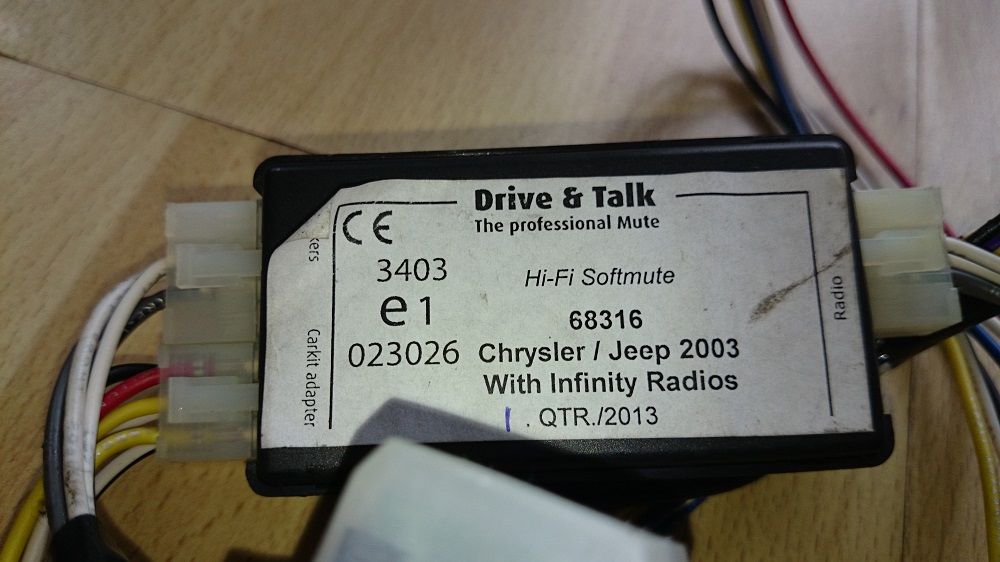 Drive & Talk
The professional Mute
CE
3403
e1
023026
Hi-Fi Softmute
68316
Chrysler / Jeep 2003
With Infinity Radios
1. QTR./2013
Carkit adapter
Radio